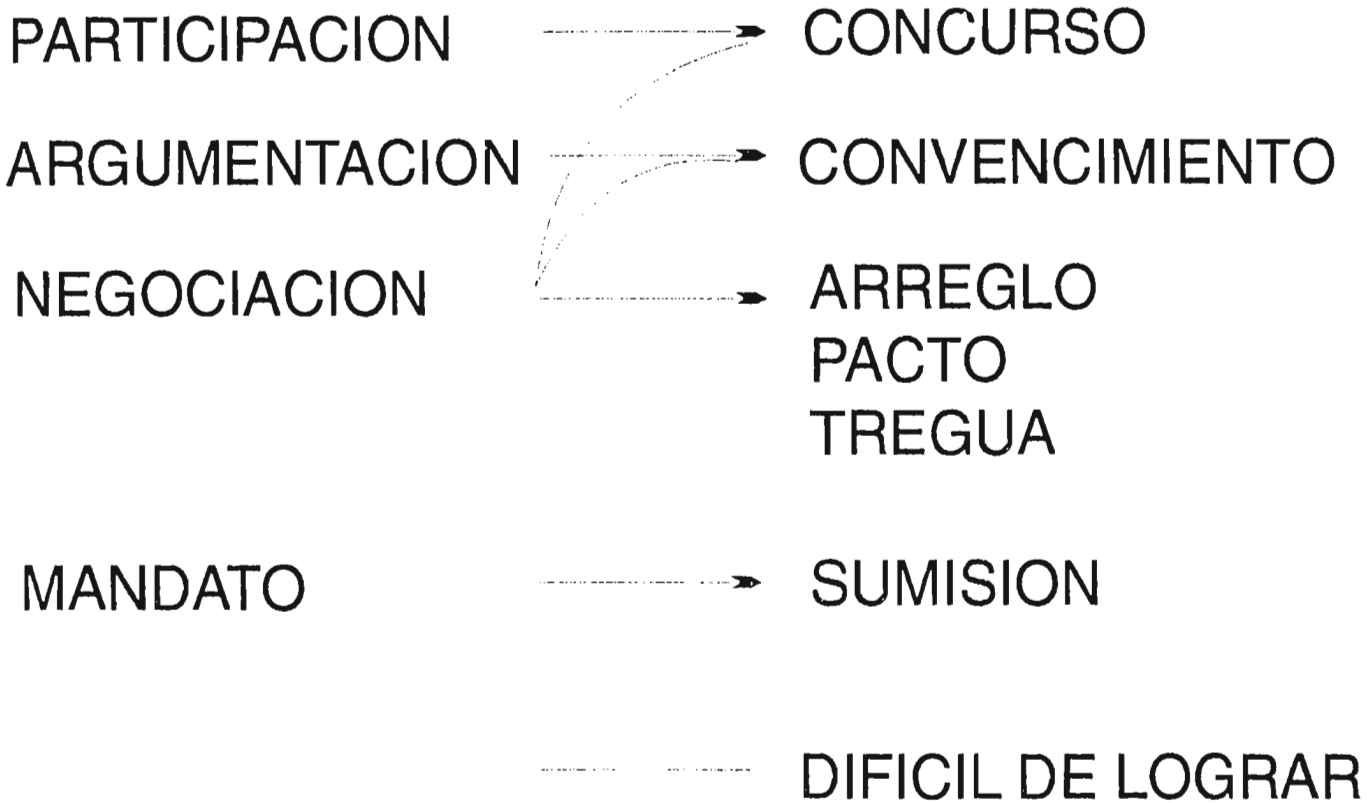 PARTICIPACION CONCURSO
ARGUMENTACION CONVENCIMIENTO
NEGOCIACION ARREGLO
PACTO
TREGUA
MANDATO SUMISION
DIFICIL DE LOGRAR